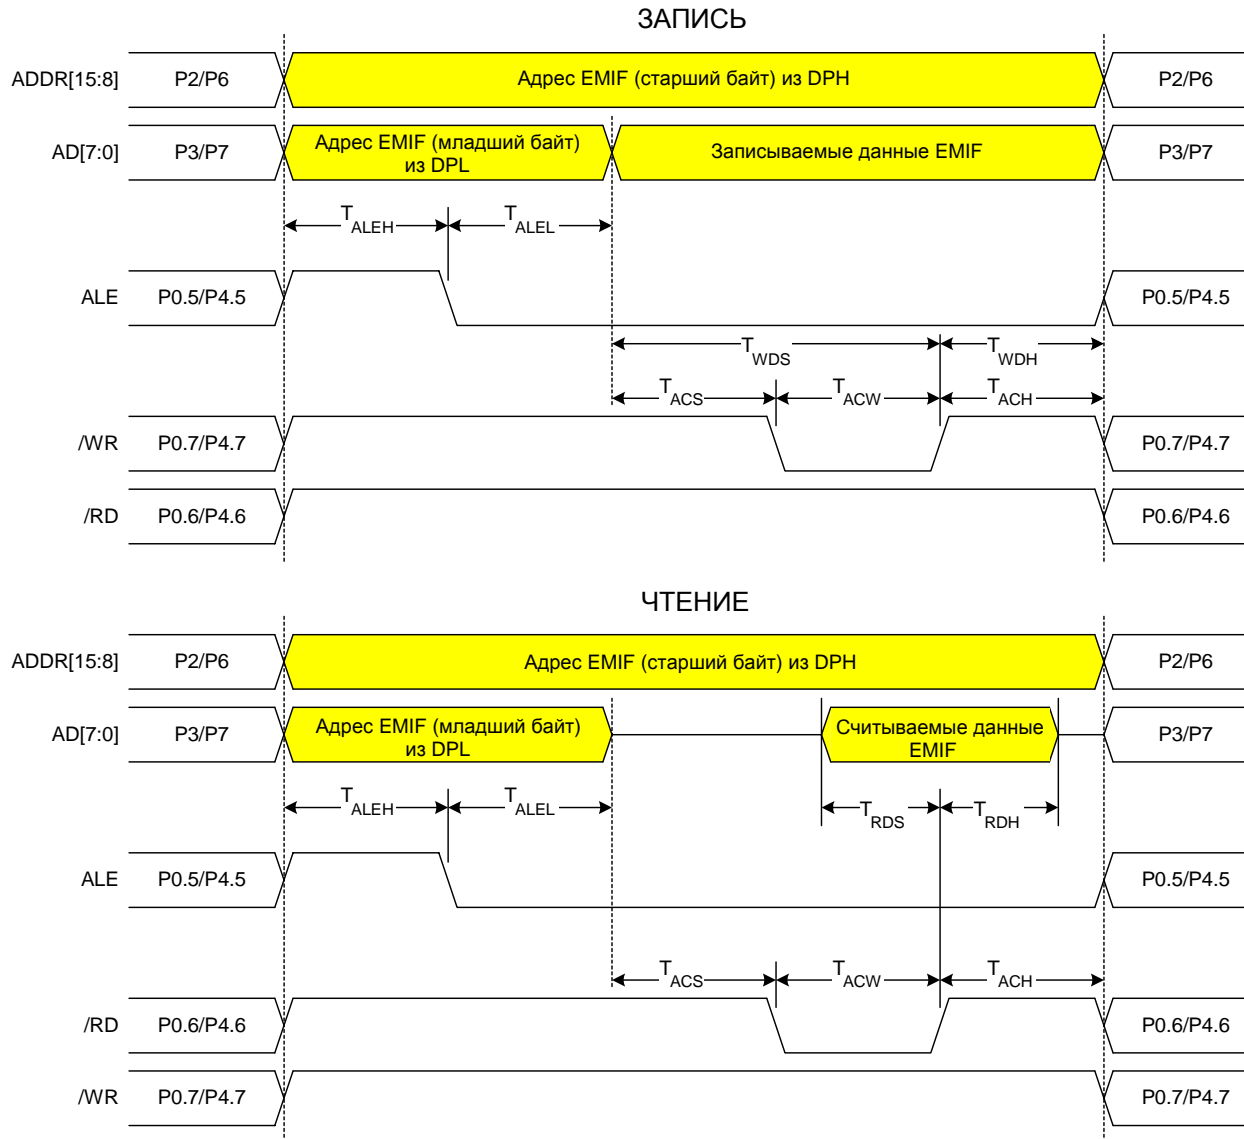 ЗАПИСЬ
ADDR[15:8] P2/P6 Адрес EMIF (старший байт) из DPH P2/P6
AD[7:0] P3/P7 Адрес EMIF (младший байт) из DPL Записываемые данные EMIF P3/P7
TALEH TALEL
ALE P0.5/P4.5 P0.5/P4.5
TWDS TWDH
TACS TACW TACH
/WR P0.7/P4.7 P0.7/P4.7
/RD P0.6/P4.6 P0.6/P4.6
ЧТЕНИЕ
ADDR[15:8] P2/P6 Адрес EMIF (старший байт) из DPH P2/P6
AD[7:0] P3/P7 Адрес EMIF (младший байт) из DPL Считываемые данные EMIF P3/P7
TALEH TALEL TRDS TRDH
ALE P0.5/P4.5 P0.5/P4.5
TACS TACW TACH
/RD P0.6/P4.6 P0.6/P4.6
/WR P0.7/P4.7 P0.7/P4.7